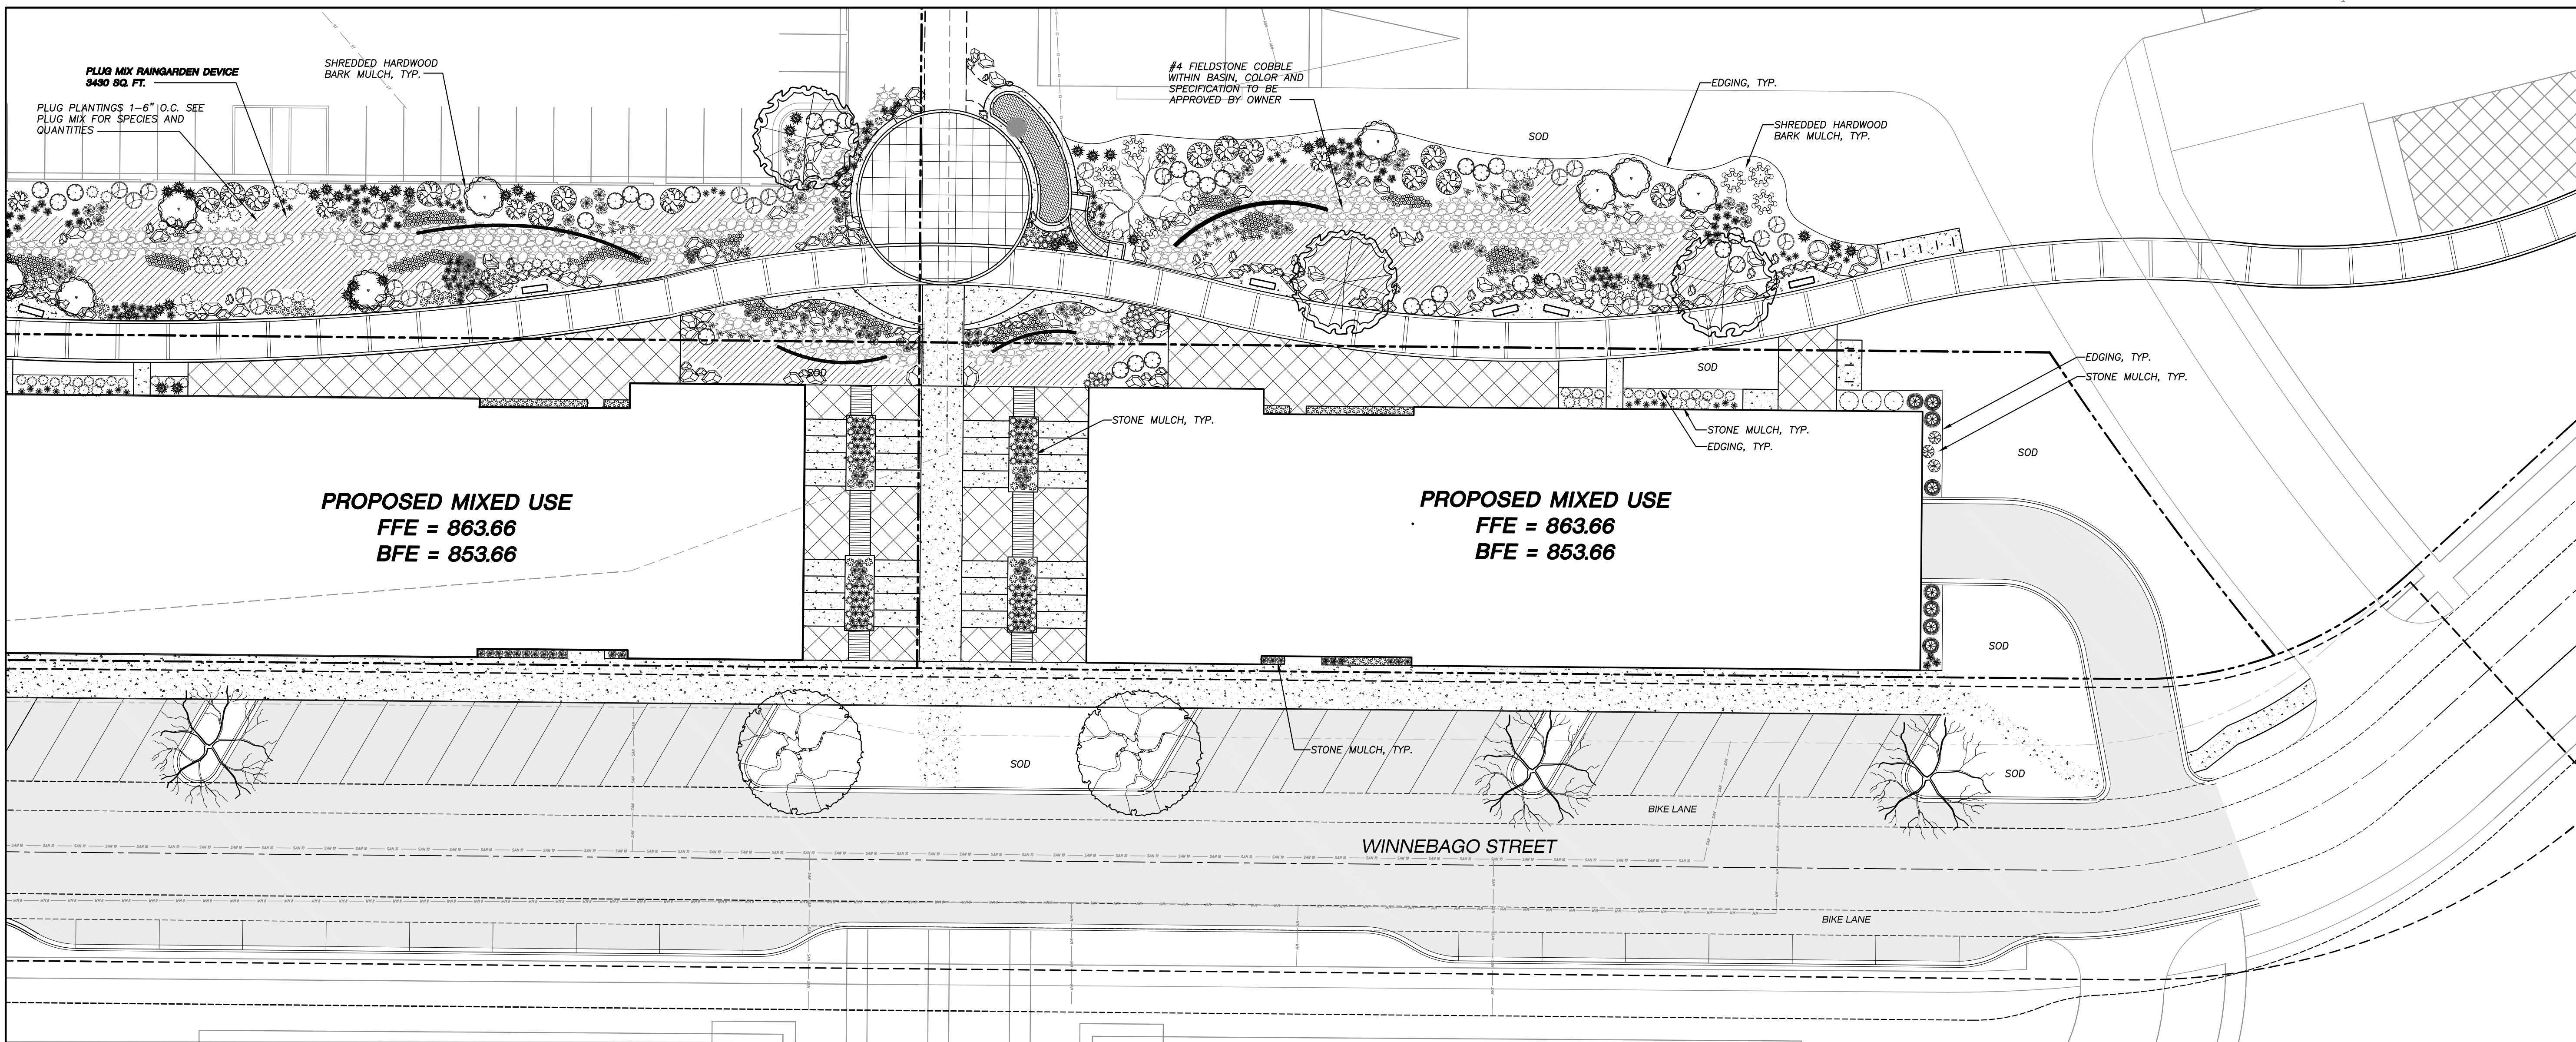 PLUG MIX RAINGARDEN DEVICE
3430 SQ. FT.
PLUG PLANTINGS 1-6" O.C. SEE
PLUG MIX FOR SPECIES AND
QUANTITIES
SHREDDED HARDWOOD
BARK MULCH, TYP.
#4 FIELDSTONE COBBLE
WITHIN BASIN, COLOR AND
SPECIFICATION TO BE
APPROVED BY OWNER
EDGING, TYP.
SOD
SHREDDED HARDWOOD
BARK MULCH, TYP.
SOD
SOD
EDGING, TYP.
STONE MULCH, TYP.
STONE MULCH, TYP.
STONE MULCH, TYP.
EDGING, TYP.
SOD
PROPOSED MIXED USE
FFE = 863.66
BFE = 853.66
PROPOSED MIXED USE
FFE = 863.66
BFE = 853.66
SOD
STONE MULCH, TYP.
SOD
SOD
BIKE LANE
WINNEBAGO STREET
BIKE LANE